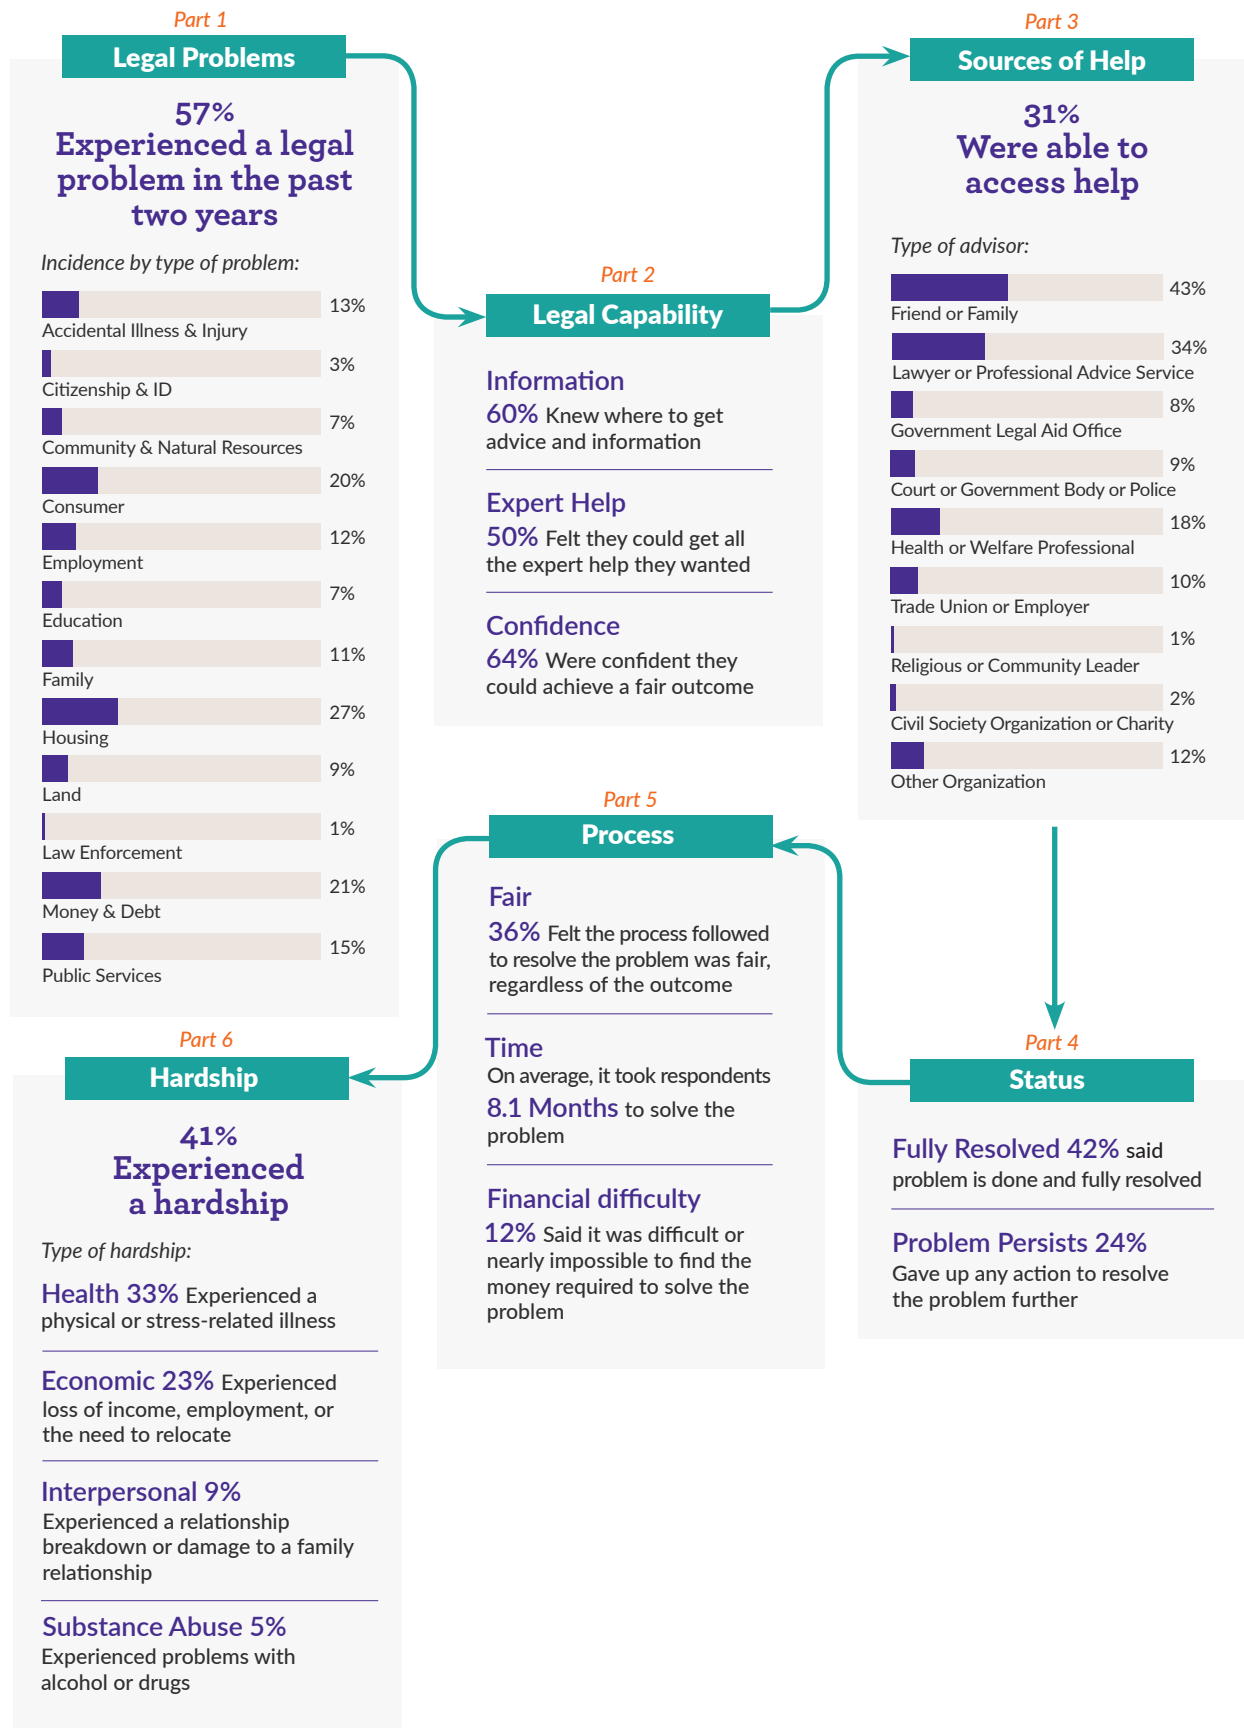 Part 1
Legal Problems
57%
Experienced a legal
problem in the past
two years
Incidence by type of problem:
13%
Accidental Illness & Injury
3%
Citizenship & ID
7%
Community & Natural Resources
20%
Consumer
12%
Employment
7%
Education
11%
Family
27%
Housing
9%
Land
1%
Law Enforcement
21%
Money & Debt
15%
Public Services
Part 2
Legal Capability
Information
60% Knew where to get
advice and information
Expert Help
50% Felt they could get all
the expert help they wanted
Confidence
64% Were confident they
could achieve a fair outcome
Part 3
Sources of Help
31%
Were able to
access help
Type of advisor:
43%
Friend or Family
34%
Lawyer or Professional Advice Service
8%
Government Legal Aid Office
9%
Court or Government Body or Police
18%
Health or Welfare Professional
10%
Trade Union or Employer
1%
Religious or Community Leader
2%
Civil Society Organization or Charity
12%
Other Organization
Part 4
Status
Fully Resolved 42% said
problem is done and fully resolved
Problem Persists 24%
Gave up any action to resolve
the problem further
Part 5
Process
Fair
36% Felt the process followed
to resolve the problem was fair,
regardless of the outcome
Time
On average, it took respondents
8.1 Months to solve the
problem
Financial difficulty
12% Said it was difficult or
nearly impossible to find the
money required to solve the
problem
Part 6
Hardship
41%
Experienced
a hardship
Type of hardship:
Health 33% Experienced a
physical or stress-related illness
Economic 23% Experienced
loss of income, employment, or
the need to relocate
Interpersonal 9%
Experienced a relationship
breakdown or damage to a family
relationship
Substance Abuse 5%
Experienced problems with
alcohol or drugs